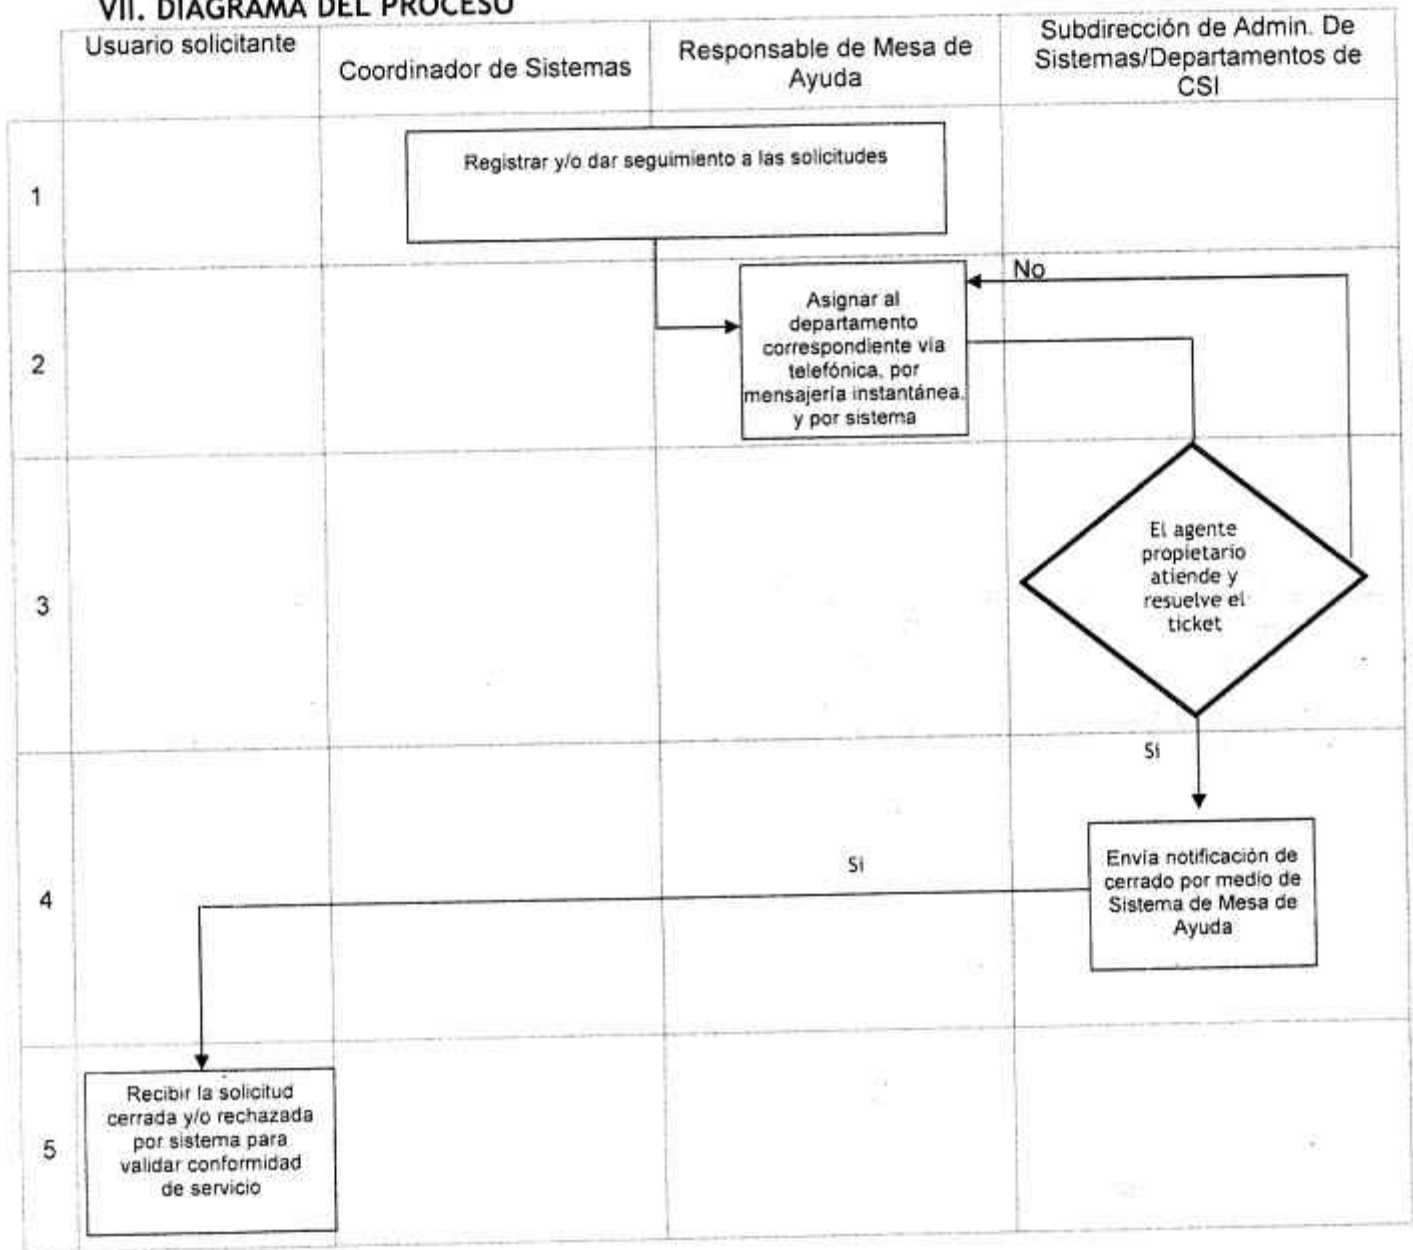 VII. DIAGRAMA DEL PROCESO
Usuario solicitante
Coordinador de Sistemas
Responsable de Mesa de
Ayuda
Subdirección de Admin. De
Sistemas/Departamentos de
CSI
1
Registrar y/o dar seguimiento a las solicitudes
2
Asignar al
departamento
correspondiente vía
telefónica, por
mensajería instantánea,
y por sistema
No
3
El agente
propietario
atiende y
resuelve el
ticket
Si
4
Si
Envía notificación de
cerrado por medio de
Sistema de Mesa de
Ayuda
5
Recibir la solicitud
cerrada y/o rechazada
por sistema para
validar conformidad
de servicio